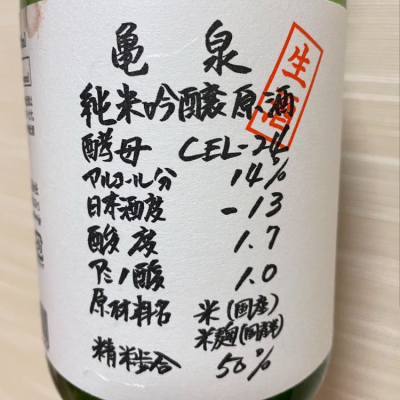 亀泉
純米吟醸原酒
生酒
酵母 CEL-24
アルコール分 14%
日本酒度 -13
酸度 1.7
アミノ酸 1.0
原材料名 米(国産)
米麹(国産米)
精米歩合 50%